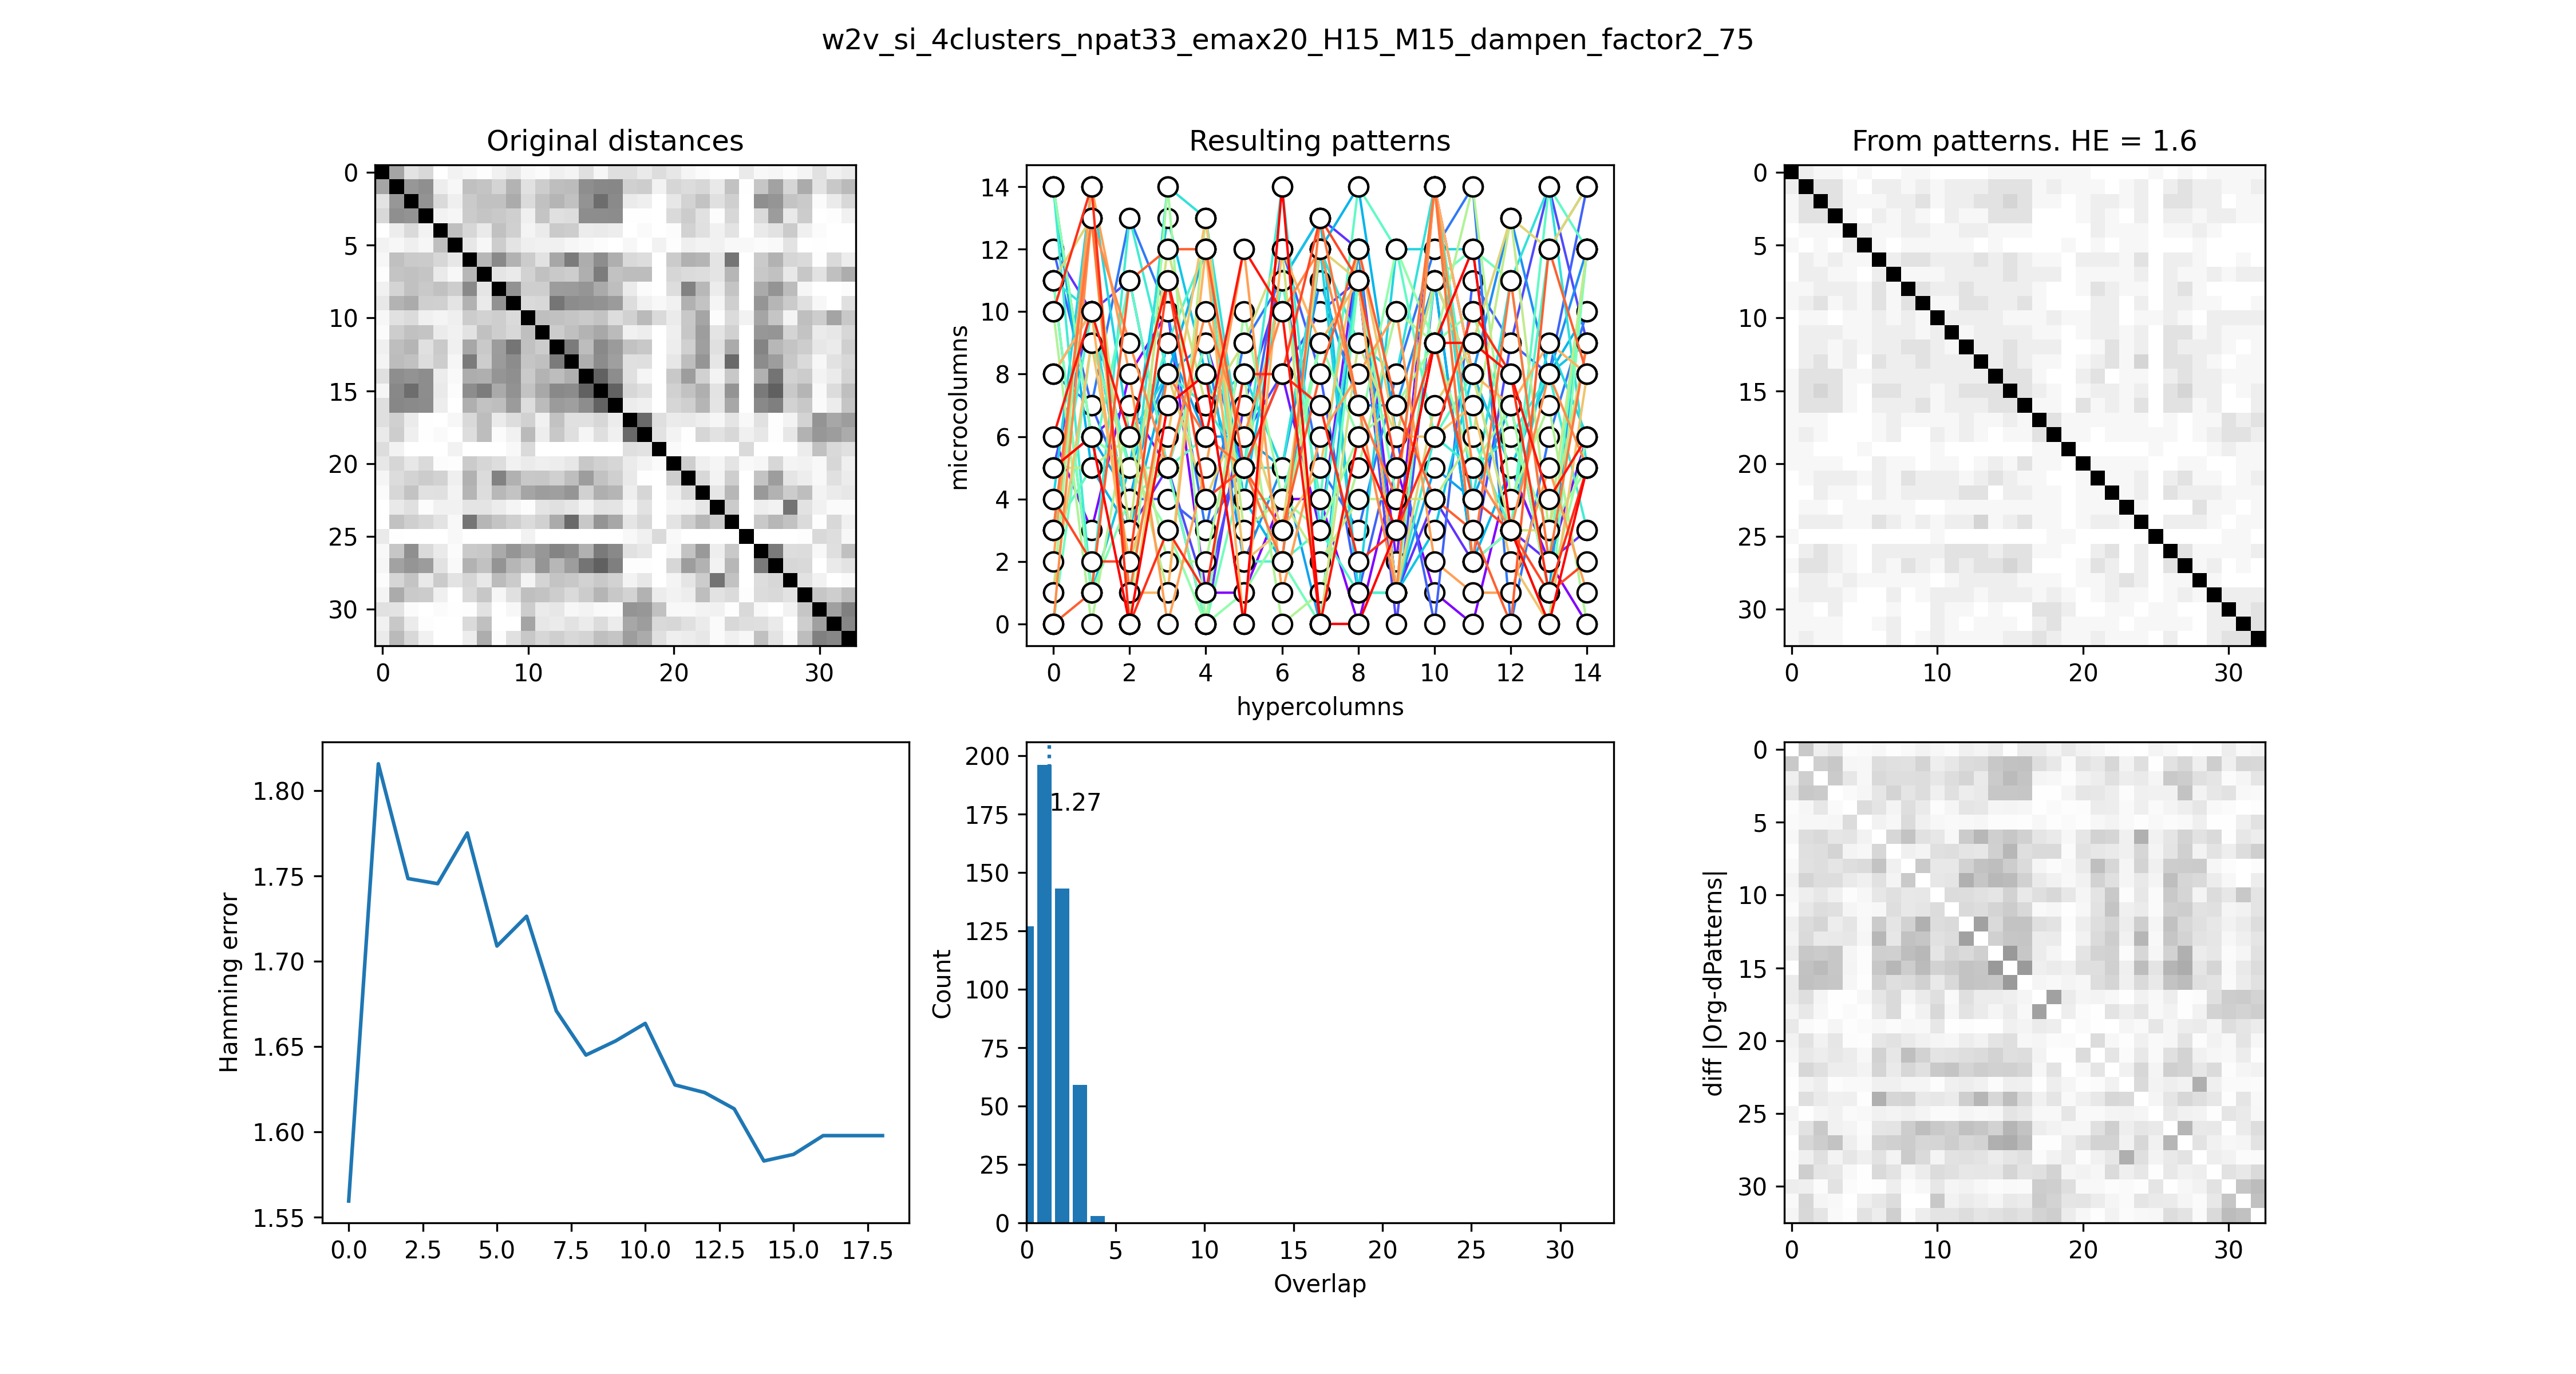 w2v_si_4clusters_npat33_emax20_H15_M15_dampen_factor2_75
Original distances
0
5
10
15
20
25
30
0 10 20 30
Resulting patterns
microcolumns
14
12
10
8
6
4
2
0
0 2 4 6 8 10 12 14
hypercolumns
From patterns. HE = 1.6
0
5
10
15
20
25
30
0 10 20 30
Hamming error
1.80
1.75
1.70
1.65
1.60
1.55
0.0 2.5 5.0 7.5 10.0 12.5 15.0 17.5
Count
200
175
150
125
100
75
50
25
0
1.27
0 5 10 15 20 25 30
Overlap
diff |Org-dPatterns|
0
5
10
15
20
25
30
0 10 20 30